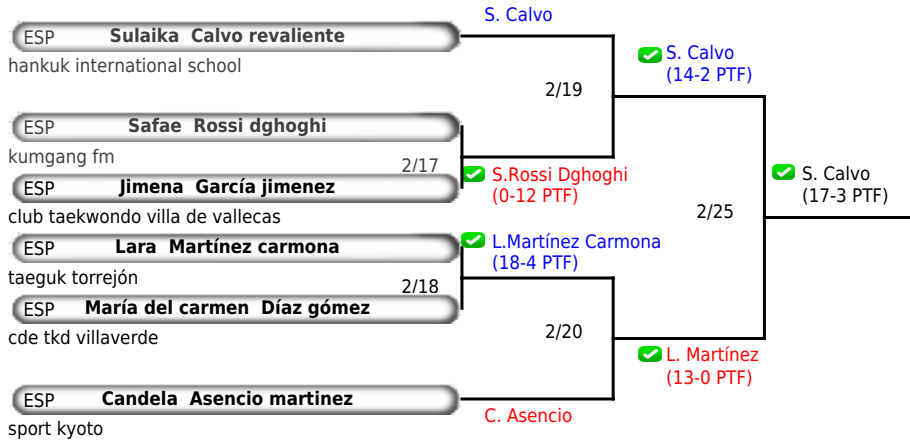 S. Calvo
ESP Sulaika Calvo revaliente
hankuk international school
S. Calvo
(14-2 PTF)
2/19
ESP Safae Rossi dghoghi
kumgang fm
2/17
ESP Jimena García jimenez
club taekwondo villa de vallecas
S.Rossi Dghoghi
(0-12 PTF)
S. Calvo
(17-3 PTF)
2/25
ESP Lara Martínez carmona
taeguk torrejón
L.Martínez Carmona
(18-4 PTF)
2/18
ESP María del carmen Díaz gómez
cde tkd villaverde
2/20
L. Martínez
(13-0 PTF)
ESP Candela Asencio martinez
sport kyoto
C. Asencio